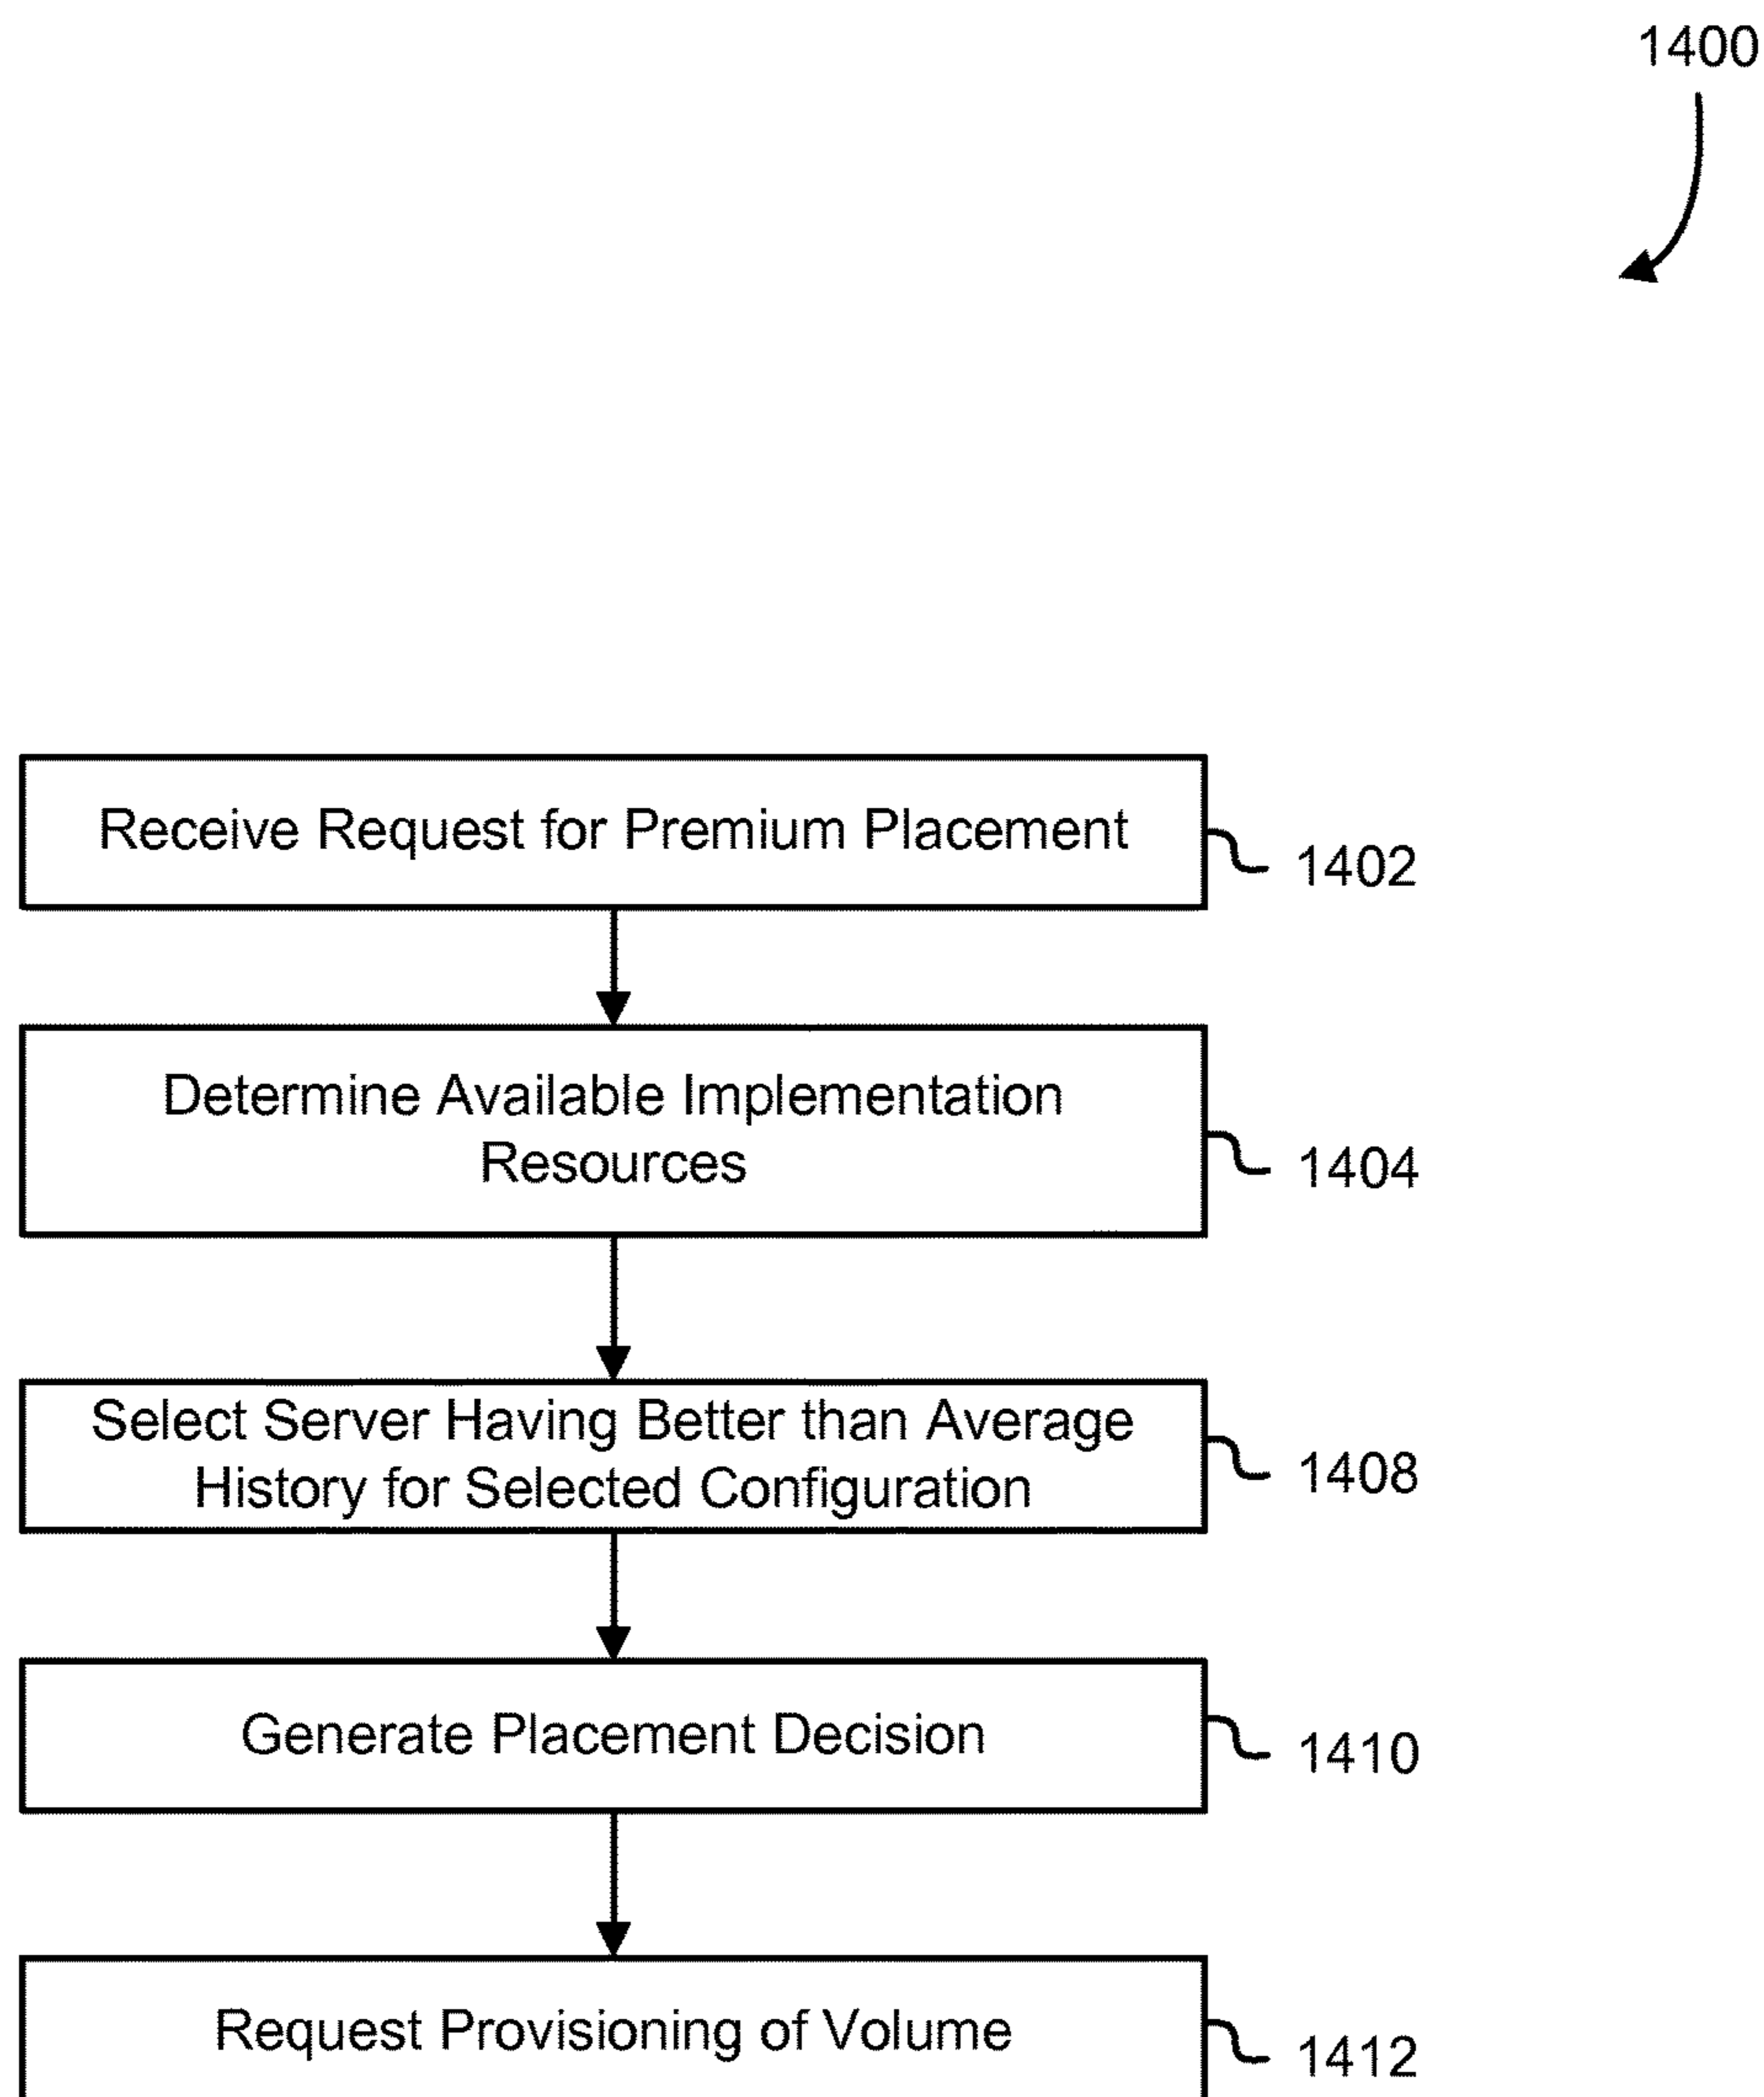 1400
Receive Request for Premium Placement
1402
Determine Available Implementation
Resources
1404
Select Server Having Better than Average
History for Selected Configuration
1408
Generate Placement Decision
1410
Request Provisioning of Volume
1412